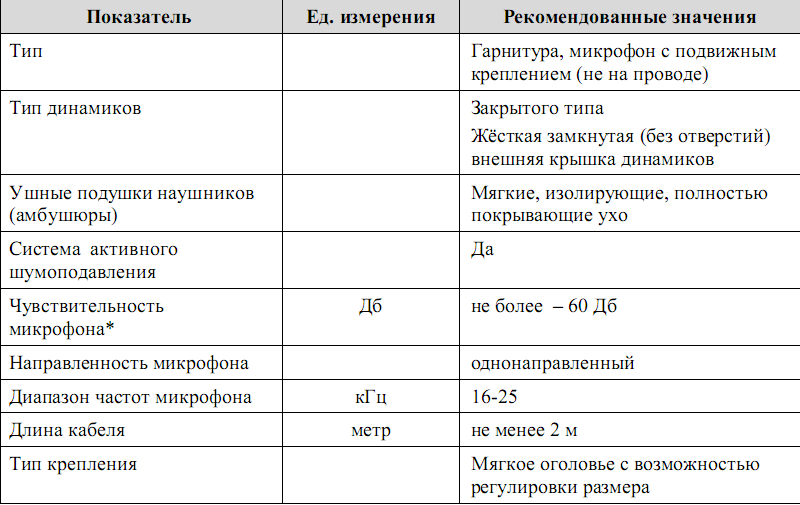 Показатель Ед. измерения Рекомендованные значения
Тип Гарнитура, микрофон с подвижным
креплением (не на проводе)
Тип динамиков Закрытого типа
Жёсткая замкнутая (без отверстий)
внешняя крышка динамиков
Ушные подушки наушников Мягкие, изолирующие, полностью
(амбушюры) покрывающие ухо
Система активного Да
шумоподавления
Чувствительность Дб не более – 60 Дб
микрофона*
Направленность микрофона однонаправленный
Диапазон частот микрофона кГц 16-25
Длина кабеля метр не менее 2 м
Тип крепления Мягкое оголовье с возможностью
регулировки размера